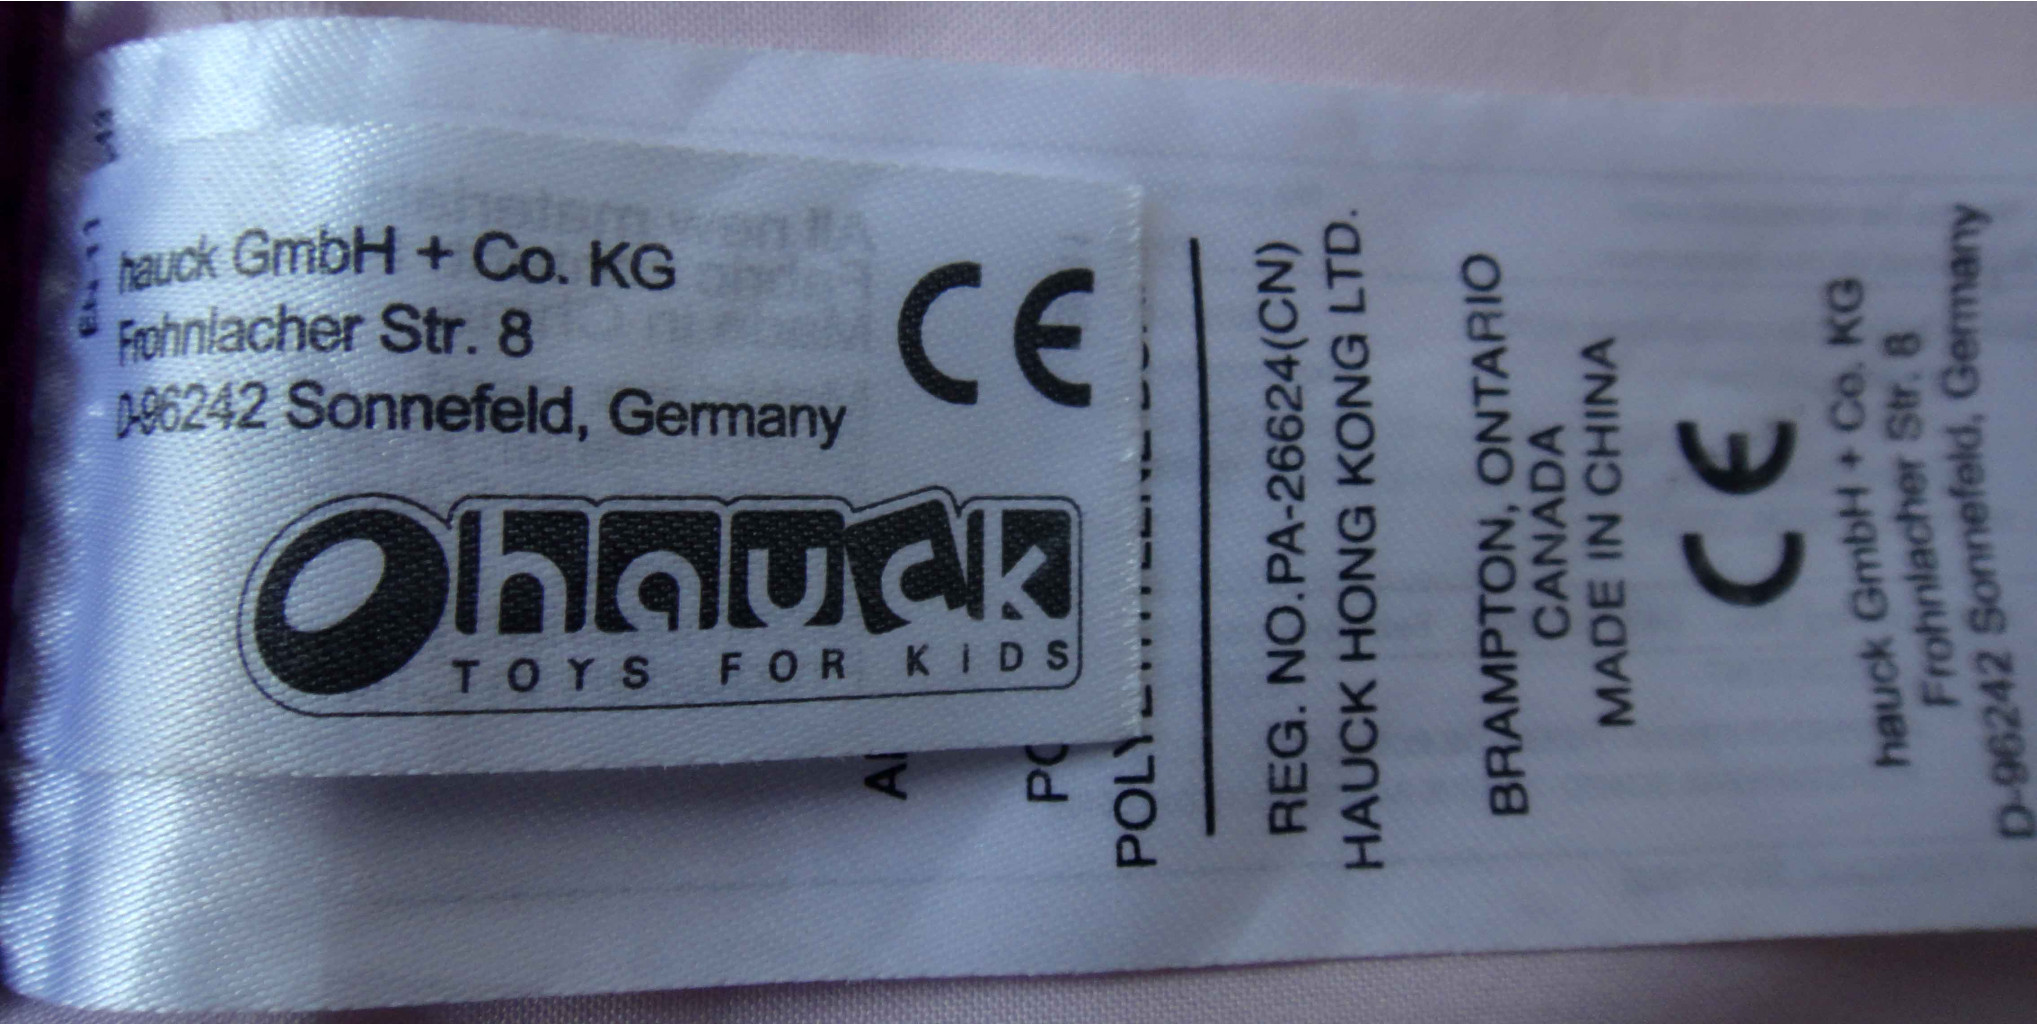 hauck GmbH + Co. KG
Frohnlacher Str. 8
D-96242 Sonnefeld, Germany
CE
hauck
TOYS FOR KiDS
REG. NO.PA-26624(CN)
HAUCK HONG KONG LTD.
BRAMPTON, ONTARIO
CANADA
MADE IN CHINA
CE
hauck GmbH + Co. KG
Frohnlacher Str. 8
D-96242 Sonnefeld, Germany